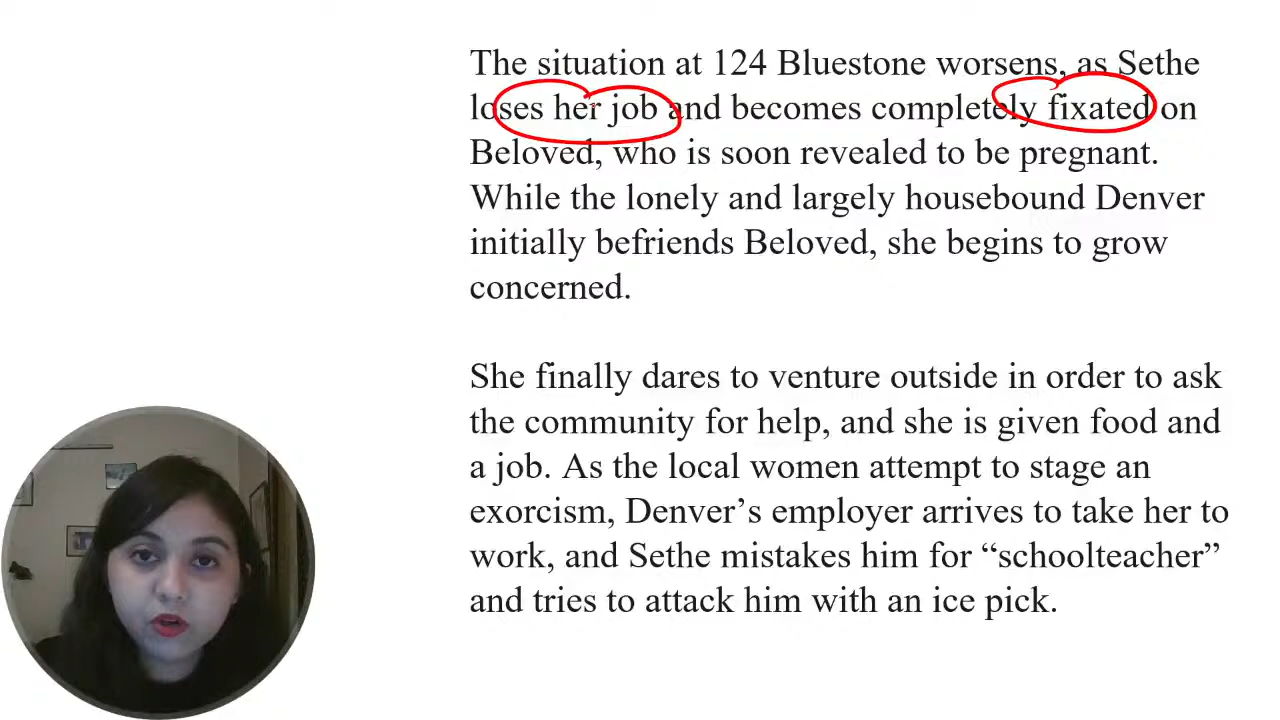 The situation at 124 Bluestone worsens, as Sethe
loses her job and becomes completely fixated on
Beloved, who is soon revealed to be pregnant.
While the lonely and largely housebound Denver
initially befriends Beloved, she begins to grow
concerned.
She finally dares to venture outside in order to ask
the community for help, and she is given food and
a job. As the local women attempt to stage an
exorcism, Denver’s employer arrives to take her to
work, and Sethe mistakes him for “schoolteacher”
and tries to attack him with an ice pick.